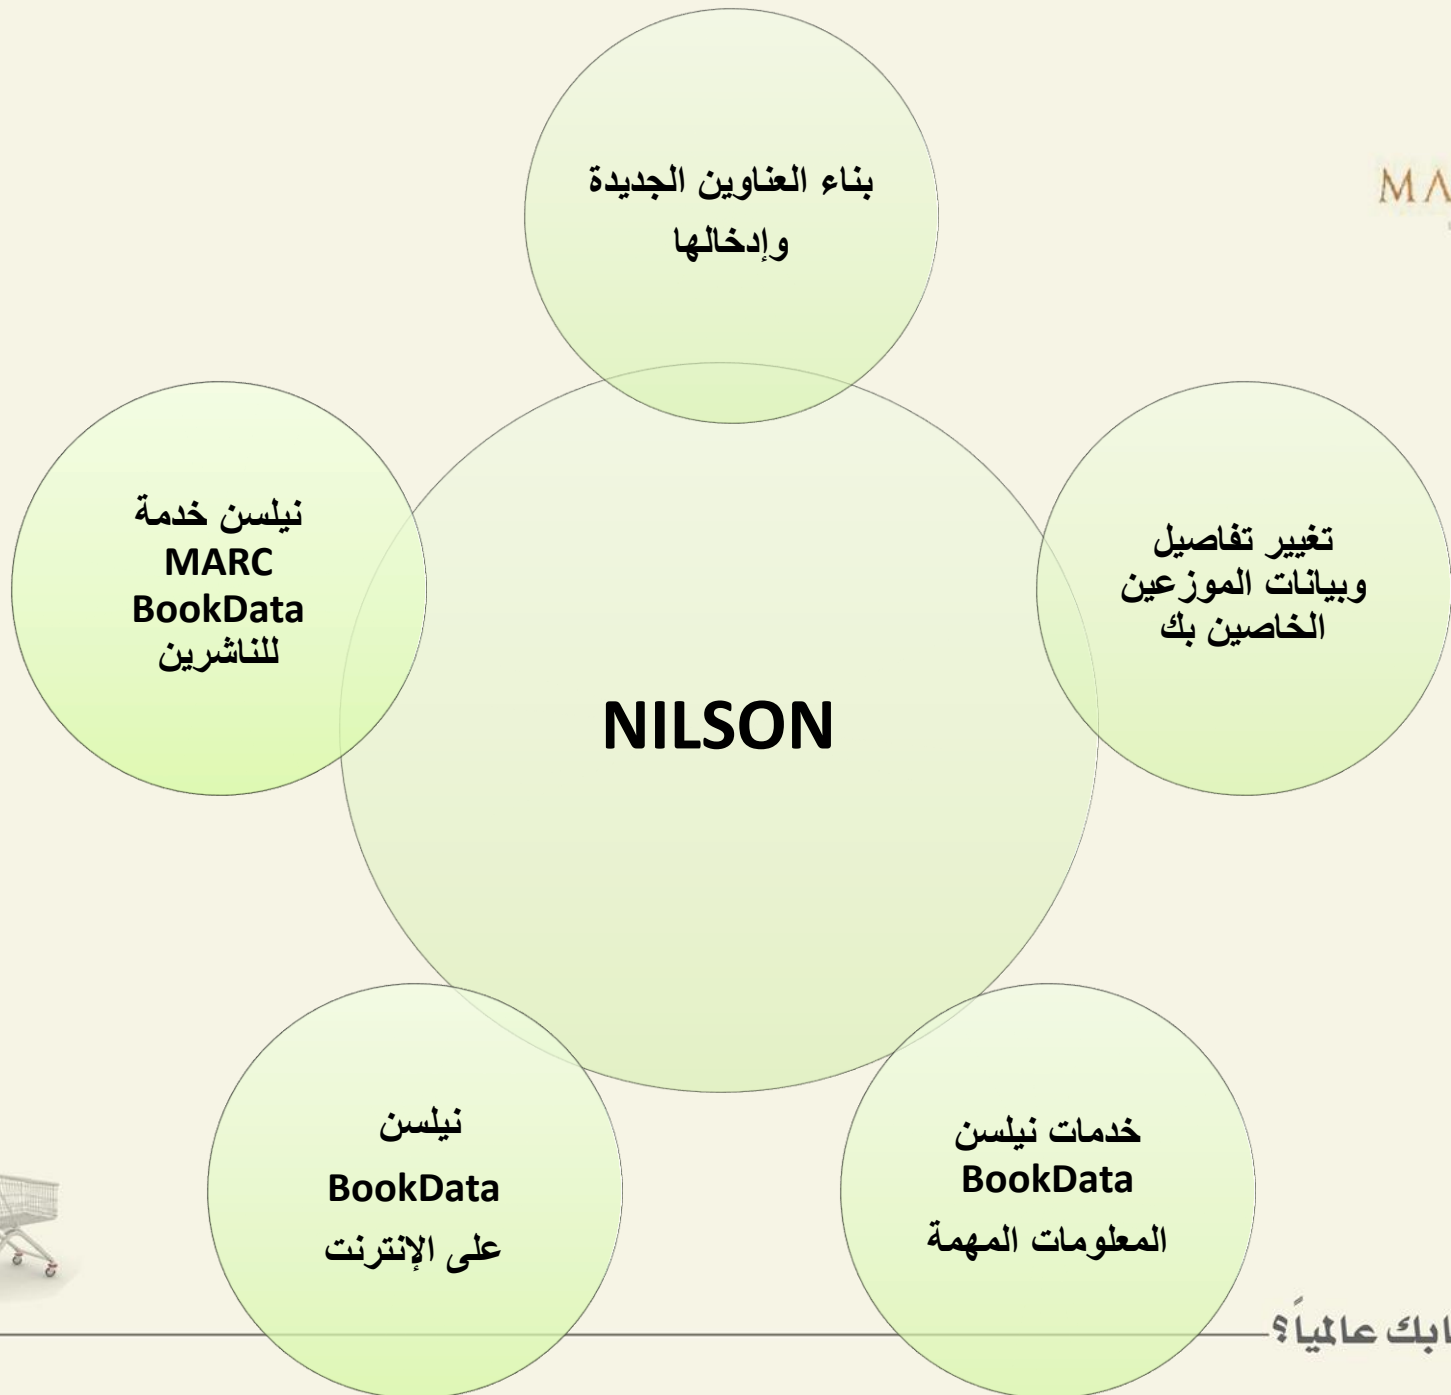 بناء العناوين الجديدة
وإدخالها
تغيير تفاصيل
وبيانات الموزعين
الخاصين بك
خدمات نيلسن
BookData
المعلومات المهمة
نيلسن
BookData
على الإنترنت
نيلسن خدمة
MARC
BookData
للناشرين
NILSON
عالمياً؟